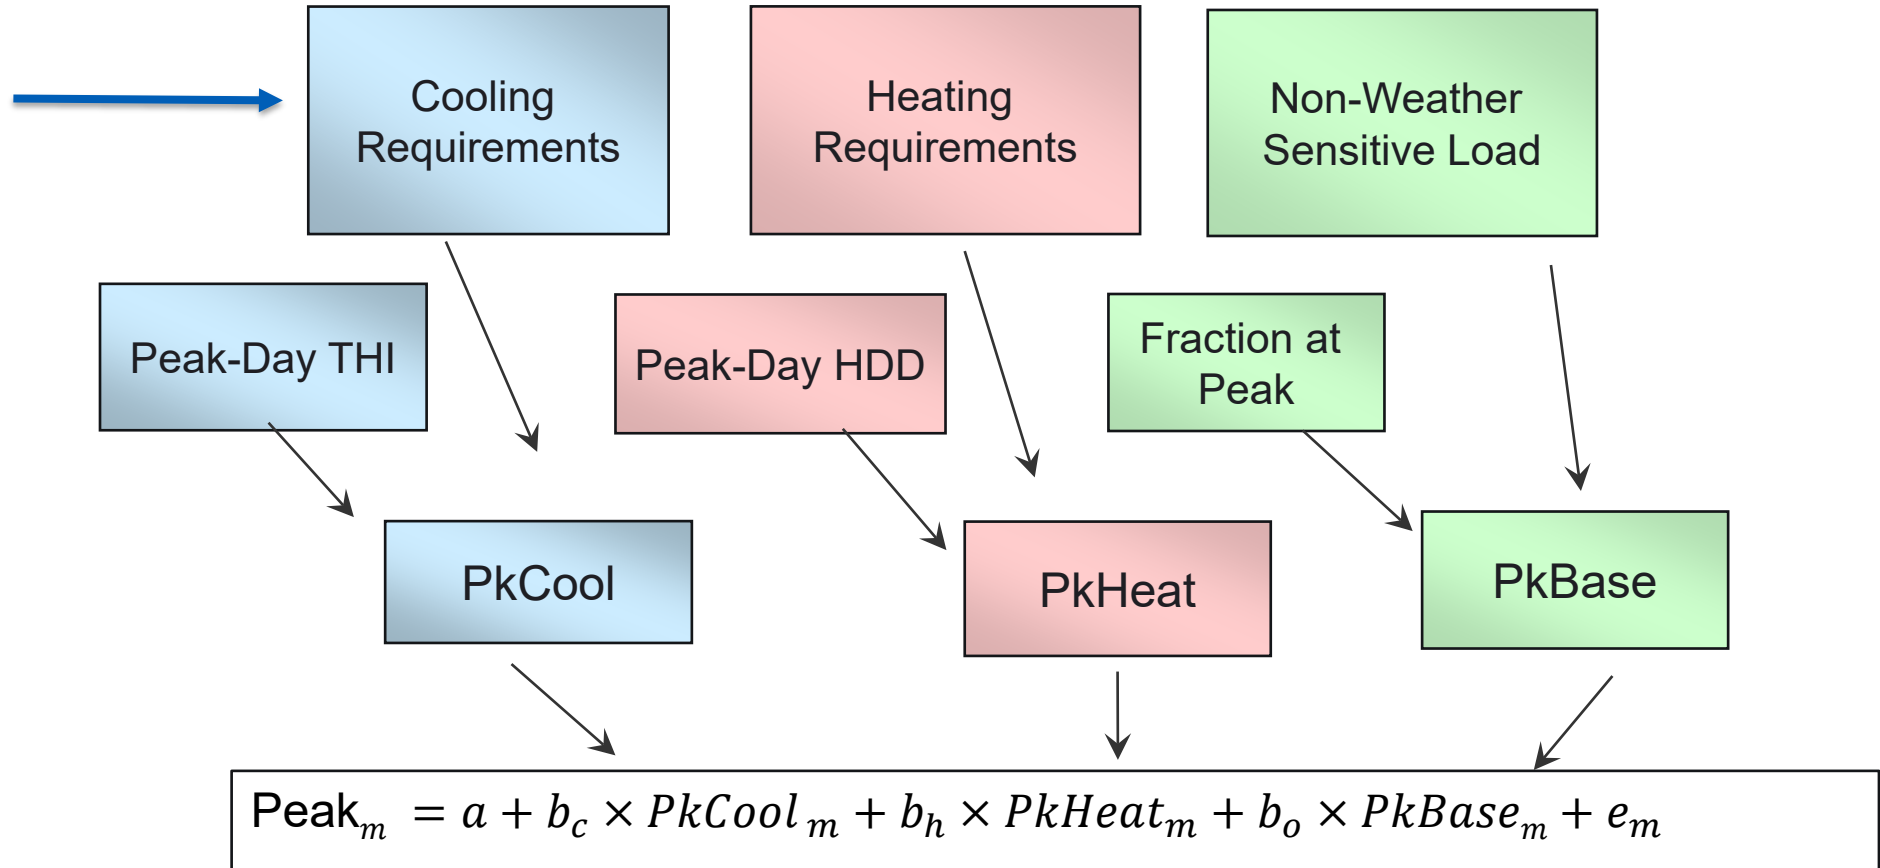 Cooling
Requirements
Heating
Requirements
Non-Weather
Sensitive Load
Peak-Day THI
Peak-Day HDD
Fraction at
Peak
PkCool
PkHeat
PkBase
Peak_m = a + b_c × PkCool_m + b_h × PkHeat_m + b_o × PkBase_m + e_m